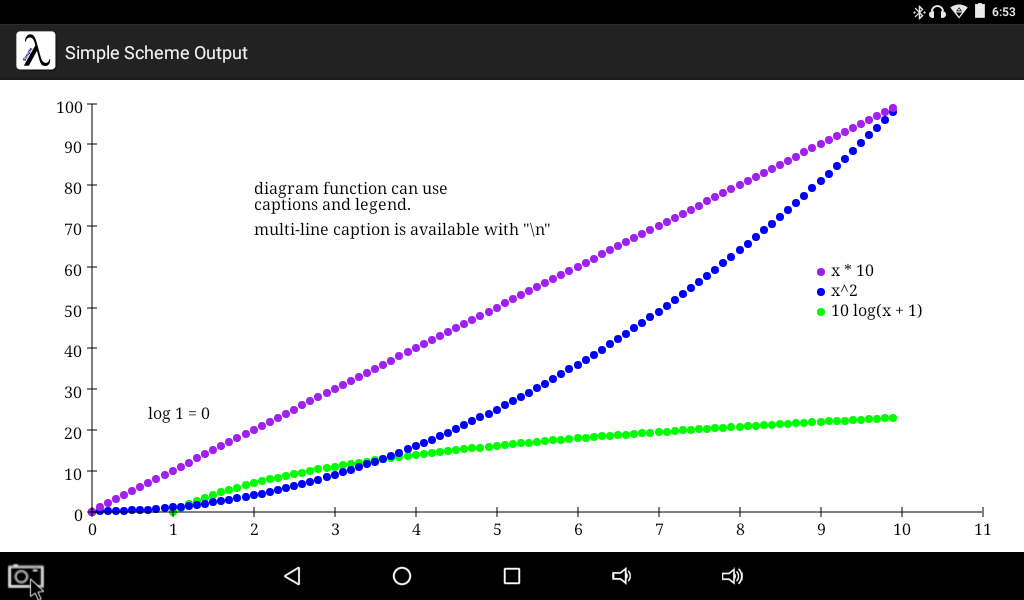 6:53
Simple Scheme Output
100
90
80
70
60
50
40
30
20
10
0
diagram function can use
captions and legend.
multi-line caption is available with "\n"
x * 10
x^2
10 log(x + 1)
log 1 = 0
0 1 2 3 4 5 6 7 8 9 10 11